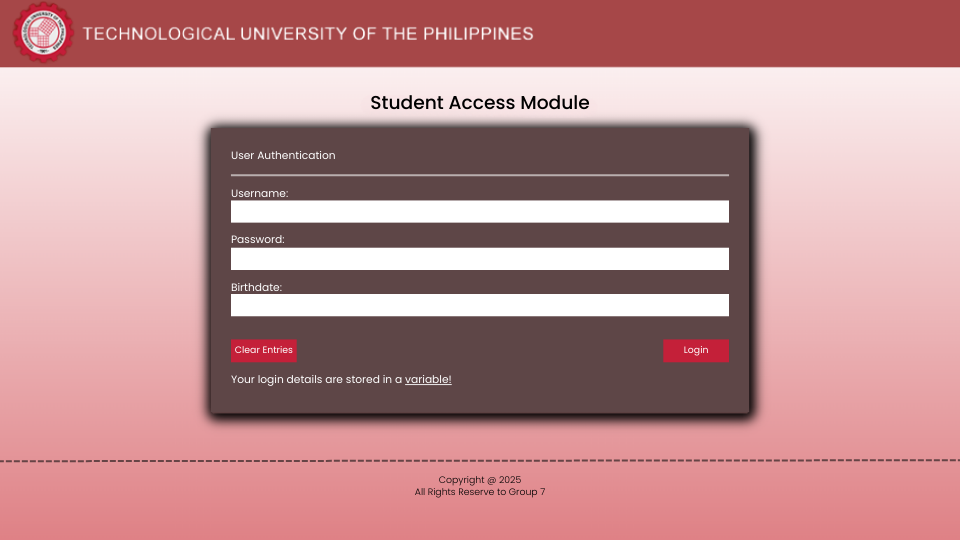 TECHNOLOGICAL UNIVERSITY OF THE PHILIPPINES
Student Access Module
User Authentication
Username:
Password:
Birthdate:
Clear Entries
Login
Your login details are stored in a variable!
Copyright @ 2025
All Rights Reserve to Group 7